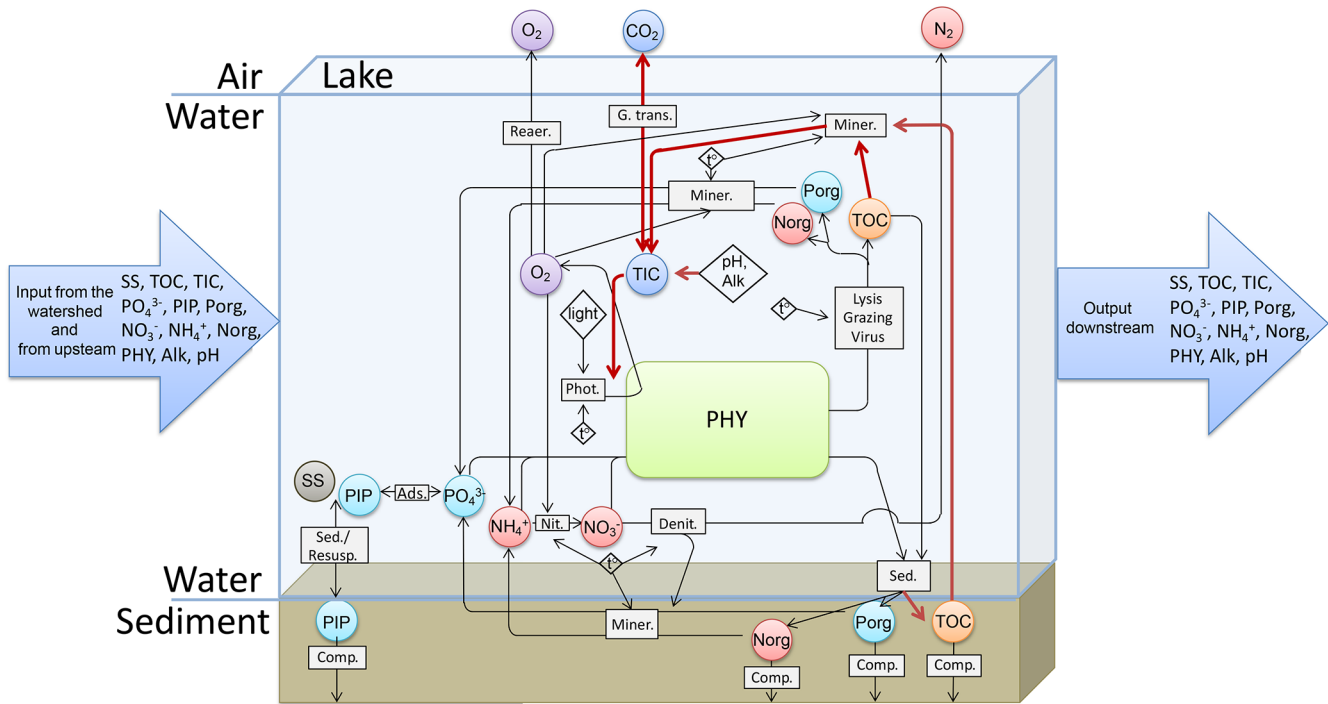 O₂
CO₂
N₂
Air
Lake
Water
Reaer.
G. trans.
Miner.
t°
Miner.
Porg
Norg
TOC
O₂
TIC
pH,
Alk
light
t°
Lysis
Grazing
Virus
Input from the
watershed
and
from upsteam
SS, TOC, TIC,
PO₄³⁻, PIP, Porg,
NO₃⁻, NH₄⁺, Norg,
PHY, Alk, pH
Output
downstream
SS, TOC, TIC,
PO₄³⁻, PIP, Porg,
NO₃⁻, NH₄⁺, Norg,
PHY, Alk, pH
Phot.
t°
PHY
SS
PIP
Ads.
PO₄³⁻
NH₄⁺
Nit.
NO₃⁻
Denit.
Sed./
Resusp.
t°
Sed.
Water
Sediment
PIP
Miner.
Norg
Porg
TOC
Comp.
Comp.
Comp.
Comp.